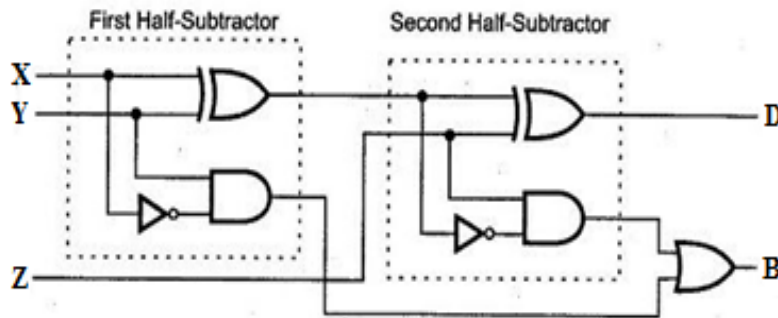 First Half-Subtractor
Second Half-Subtractor
X
Y
D
Z
B